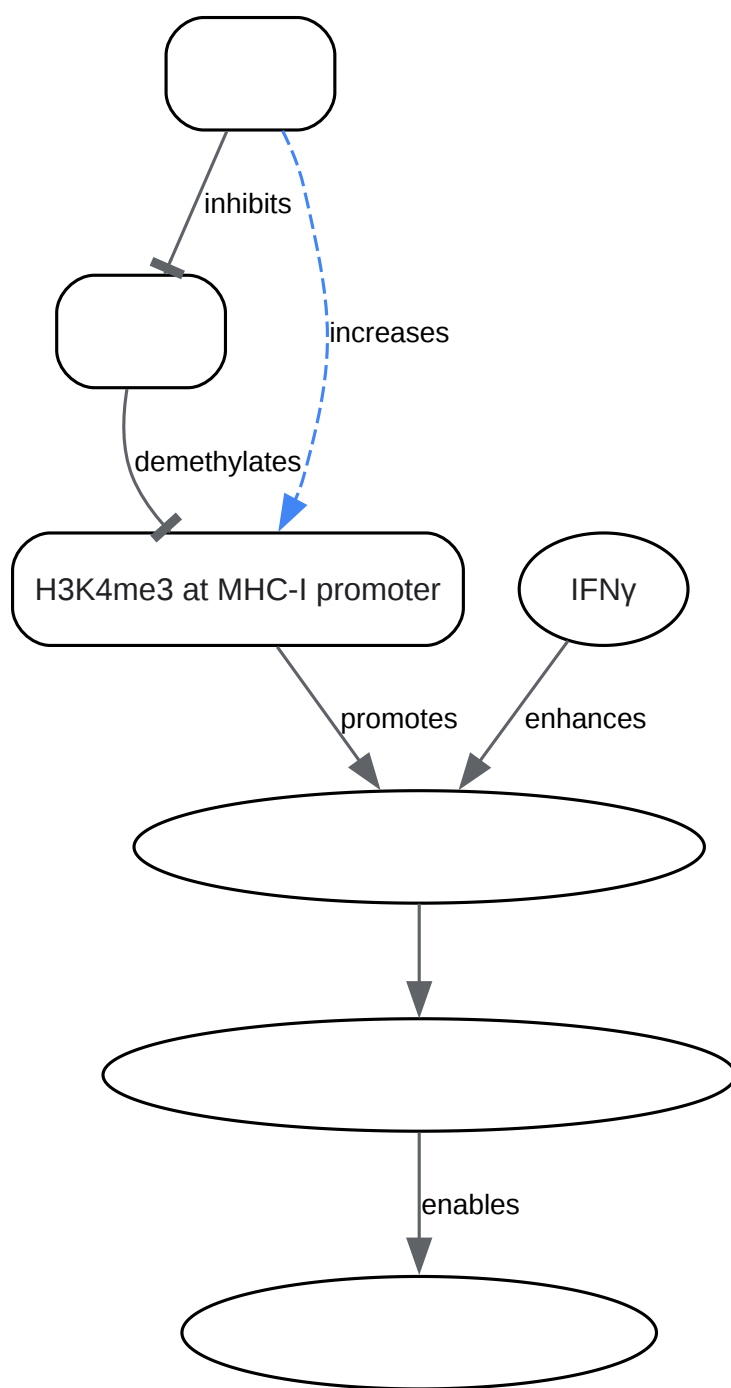 inhibits
increases
demethylates
H3K4me3 at MHC-I promoter
IFNγ
promotes
enhances
enables